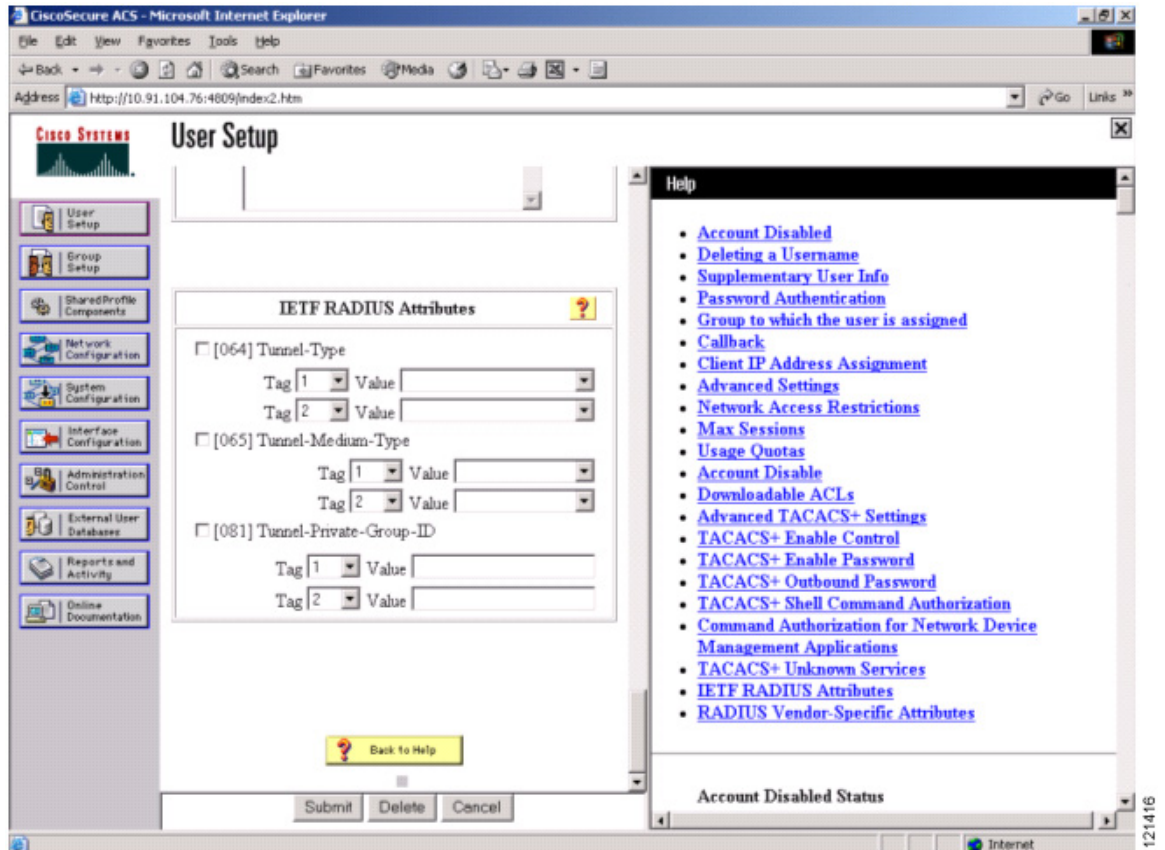 CiscoSecure ACS - Microsoft Internet Explorer
File Edit View Favorites Tools Help
Back Search Favorites Media
Address http://10.91.104.76:4809/index2.htm Go Links »
CISCO SYSTEMS
User Setup
User Setup
Group Setup
Shared Profile Components
Network Configuration
System Configuration
Interface Configuration
Administration Control
External User Databases
Reports and Activity
Online Documentation
IETF RADIUS Attributes
[064] Tunnel-Type
Tag 1 Value
Tag 2 Value
[065] Tunnel-Medium-Type
Tag 1 Value
Tag 2 Value
[081] Tunnel-Private-Group-ID
Tag 1 Value
Tag 2 Value
? Back to Help
Submit Delete Cancel
Help
Account Disabled
Deleting a Username
Supplementary User Info
Password Authentication
Group to which the user is assigned
Callback
Client IP Address Assignment
Advanced Settings
Network Access Restrictions
Max Sessions
Usage Quotas
Account Disable
Downloadable ACLs
Advanced TACACS+ Settings
TACACS+ Enable Control
TACACS+ Enable Password
TACACS+ Outbound Password
TACACS+ Shell Command Authorization
Command Authorization for Network Device
Management Applications
TACACS+ Unknown Services
IETF RADIUS Attributes
RADIUS Vendor-Specific Attributes
Account Disabled Status
Internet
121416